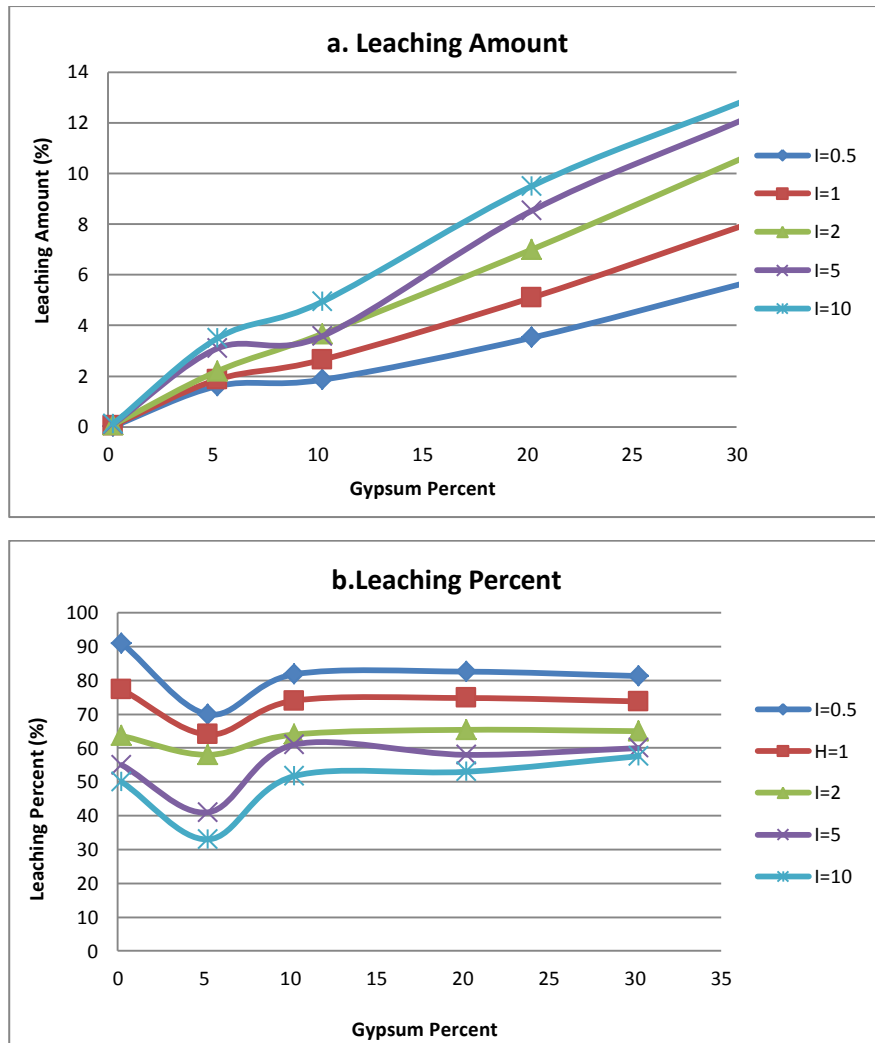 a. Leaching Amount
Leaching Amount (%)
14
12
10
8
6
4
2
0
0 5 10 15 20 25 30
Gypsum Percent
I=0.5
I=1
I=2
I=5
I=10
b.Leaching Percent
Leaching Percent (%)
100
90
80
70
60
50
40
30
20
10
0
0 5 10 15 20 25 30 35
Gypsum Percent
I=0.5
H=1
I=2
I=5
I=10